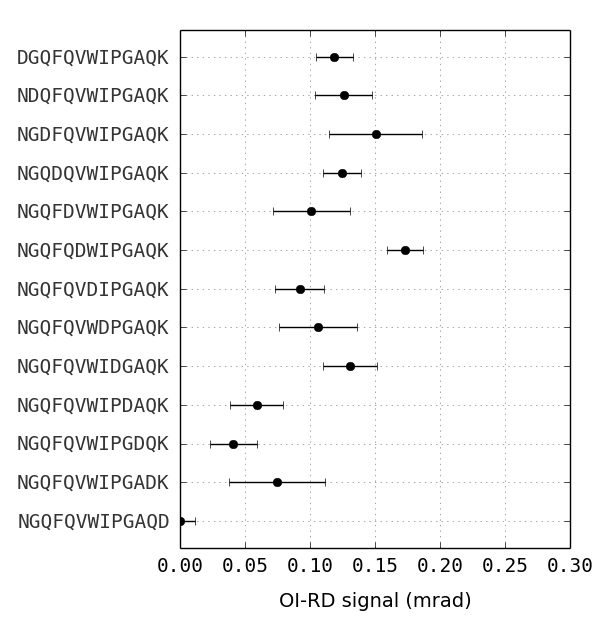 DGQFQVWIPGAQK
NDQFQVWIPGAQK
NGDFQVWIPGAQK
NGQDQVWIPGAQK
NGQFDVWIPGAQK
NGQFQDWIPGAQK
NGQFQVDIPGAQK
NGQFQVWDPGAQK
NGQFQVWIDGAQK
NGQFQVWIPDAQK
NGQFQVWIPGDQK
NGQFQVWIPGADK
NGQFQVWIPGAQD
0.00 0.05 0.10 0.15 0.20 0.25 0.30
OI-RD signal (mrad)